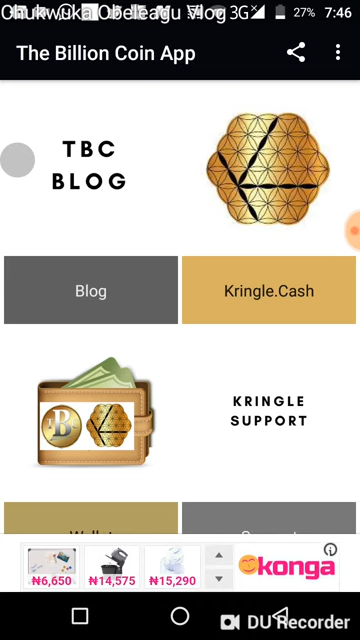 Chukwuka Obeleagu Vlog 3G 27% 7:46
The Billion Coin App
TBC
BLOG
Blog
Kringle.Cash
KRINGLE
SUPPORT
₦6,650
₦14,575
₦15,290
konga
DU Recorder